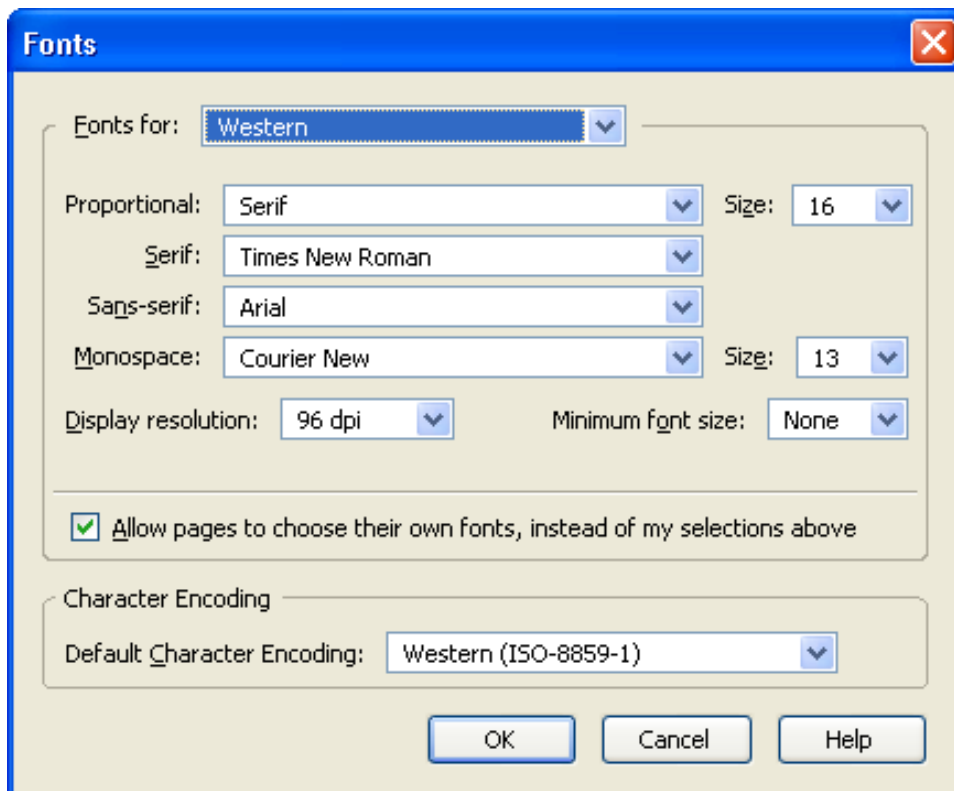 Fonts
Fonts for: Western
Proportional: Serif Size: 16
Serif: Times New Roman
Sans-serif: Arial
Monospace: Courier New Size: 13
Display resolution: 96 dpi Minimum font size: None
Allow pages to choose their own fonts, instead of my selections above
Character Encoding
Default Character Encoding: Western (ISO-8859-1)
OK Cancel Help